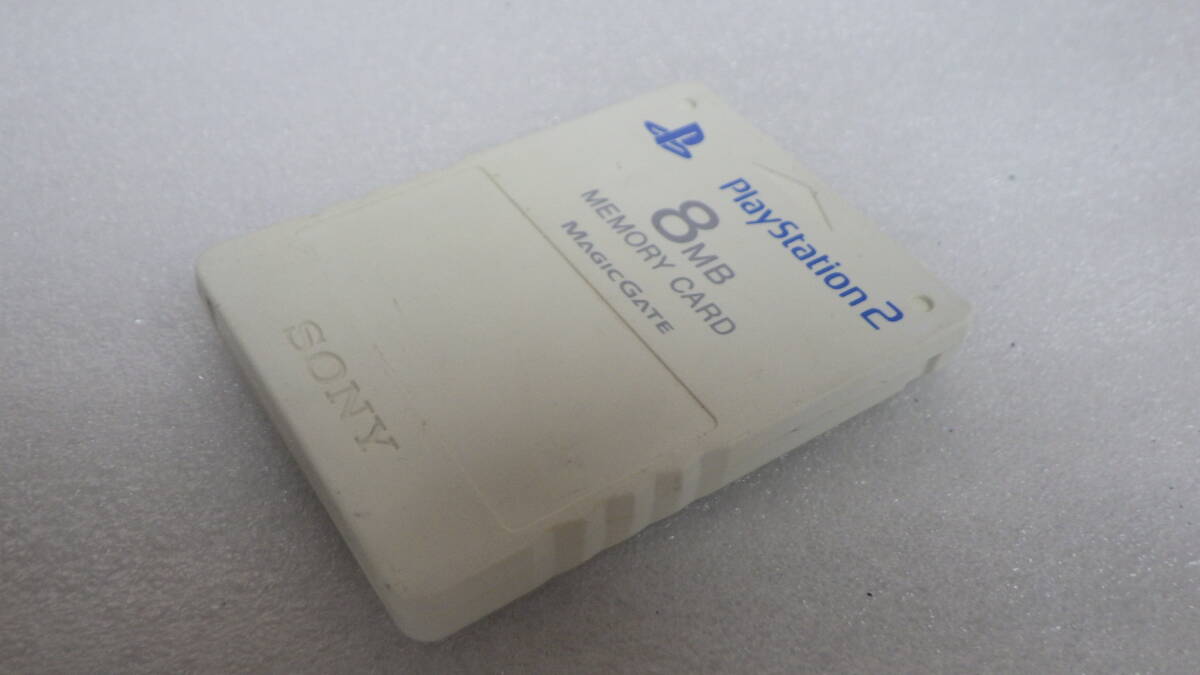 PlayStation 2
8MB
MEMORY CARD
MAGICGATE
SONY